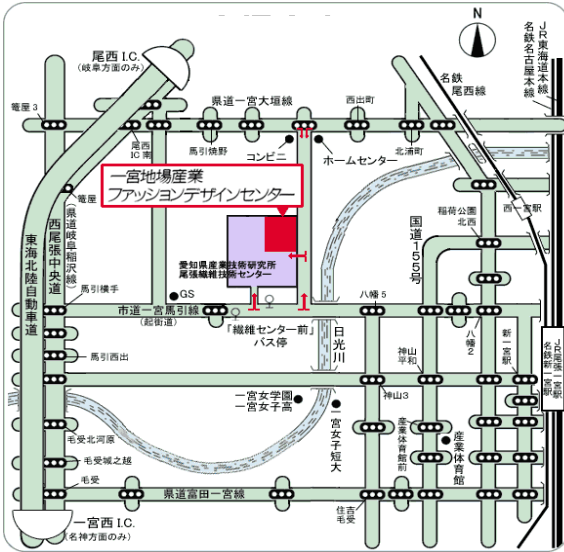 N
尾西 I.C.
(岐阜方面のみ)
篭屋 3
尾西
IC 南
県道一宮大垣線
馬引焼野
西出町
北浦町
コンビニ
ホームセンター
名鉄
尾西線
JR東海道本線
名鉄名古屋本線
一宮地場産業
ファッションデザインセンター
篭屋
西尾張中央道
(県道岐阜稲沢線)
東海北陸自動車道
愛知県産業技術研究所
尾張繊維技術センター
国道155号
稲荷公園
北西
西一宮駅
馬引横手
GS
市道一宮馬引線
(起街道)
「繊維センター前」
バス停
日光川
八幡 5
八幡2
新一宮駅
JR尾張一宮駅
名鉄新一宮駅
馬引西出
神山
平和
神山3
一宮女子学園
一宮女子高
一宮女子短大
産業体育館前
産業体育館
毛受北河原
毛受城之越
毛受
県道富田一宮線
住吉
毛受
一宮西 I.C.
(名神方面のみ)